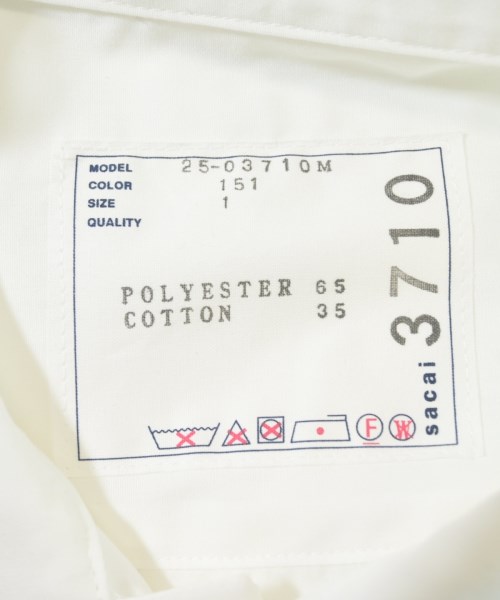 MODEL 25-03710M
COLOR 151
SIZE 1
QUALITY
POLYESTER 65
COTTON 35
F W
sacai 3710